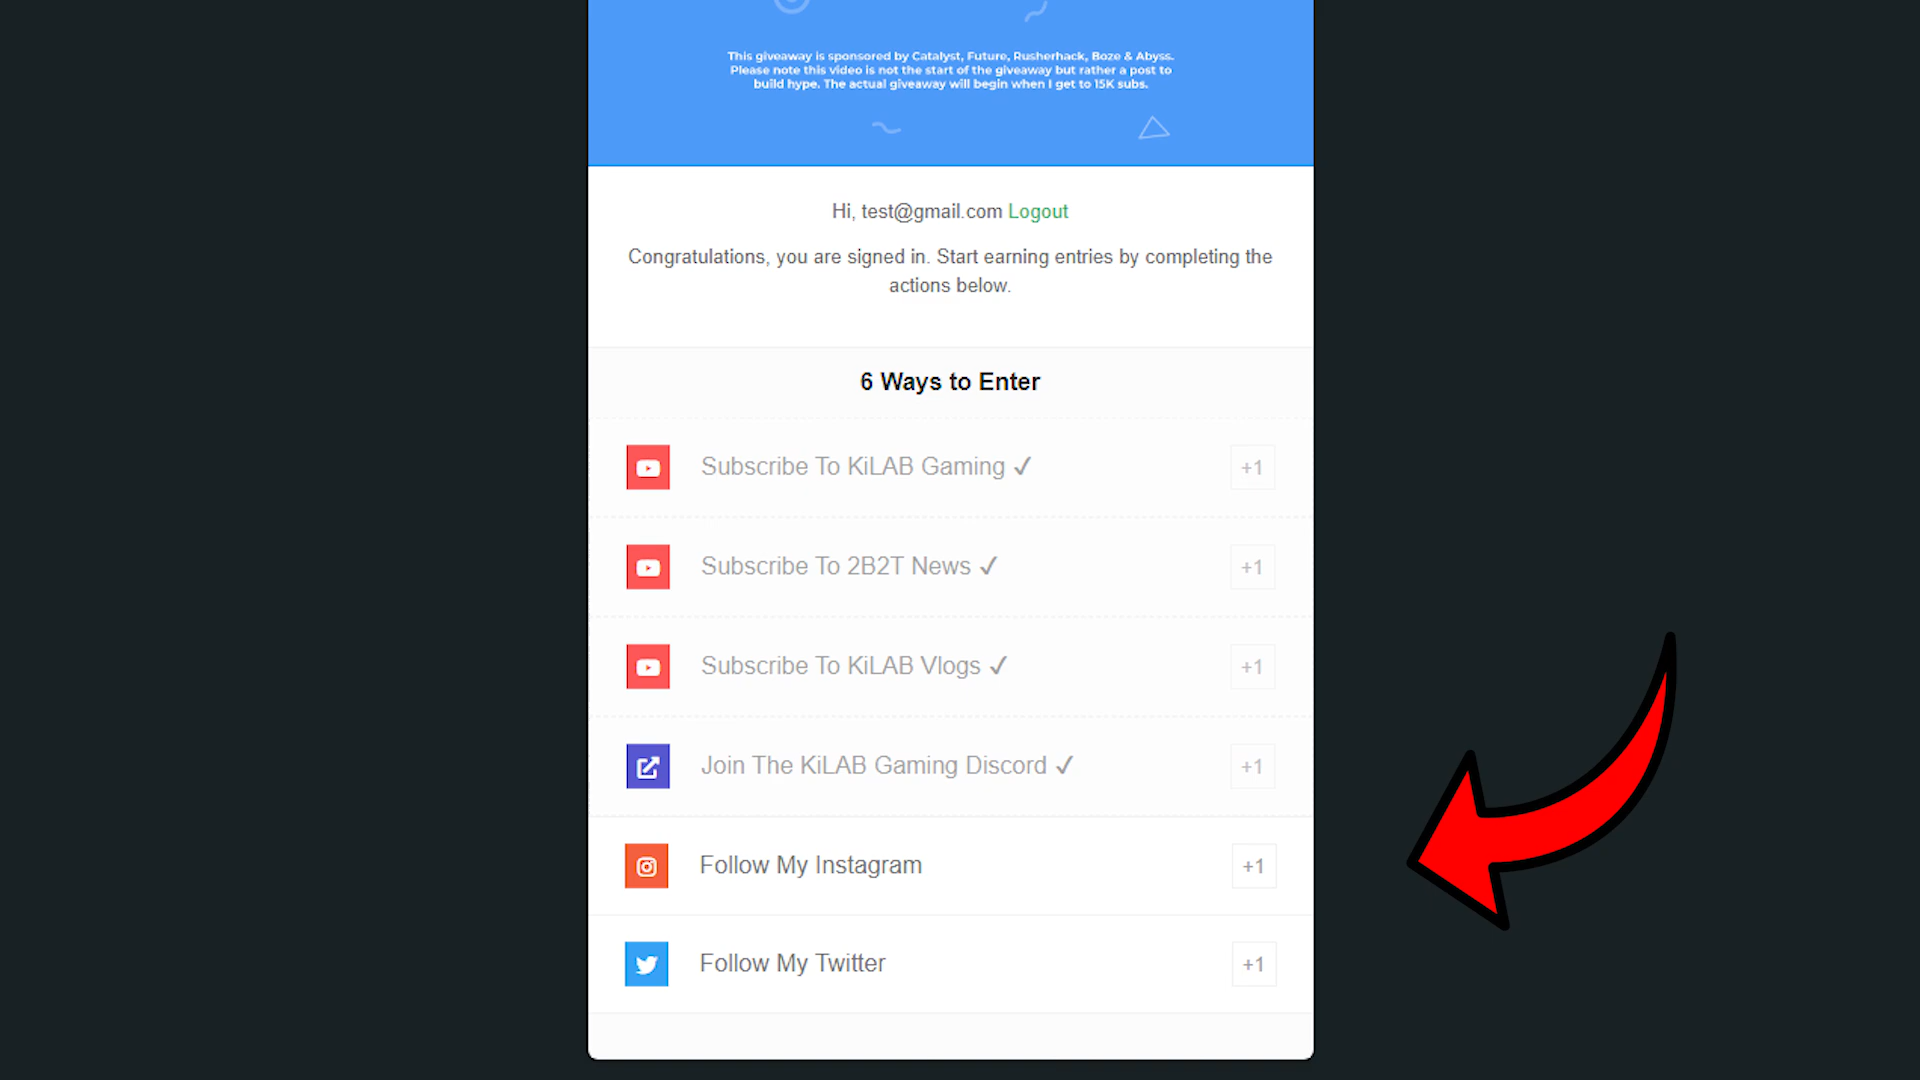 This giveaway is sponsored by Catalyst, Future, Rusherhack, Boze & Abyss.
Please note this video is not the start of the giveaway but rather a post to
build hype. The actual giveaway will begin when I get to 15K subs.
Hi, test@gmail.com Logout
Congratulations, you are signed in. Start earning entries by completing the
actions below.
6 Ways to Enter
Subscribe To KiLAB Gaming ✓ +1
Subscribe To 2B2T News ✓ +1
Subscribe To KiLAB Vlogs ✓ +1
Join The KiLAB Gaming Discord ✓ +1
Follow My Instagram +1
Follow My Twitter +1